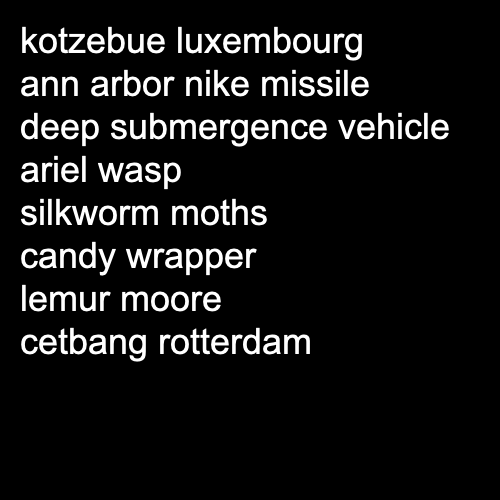 kotzebue luxembourg
ann arbor nike missile
deep submergence vehicle
ariel wasp
silkworm moths
candy wrapper
lemur moore
cetbang rotterdam